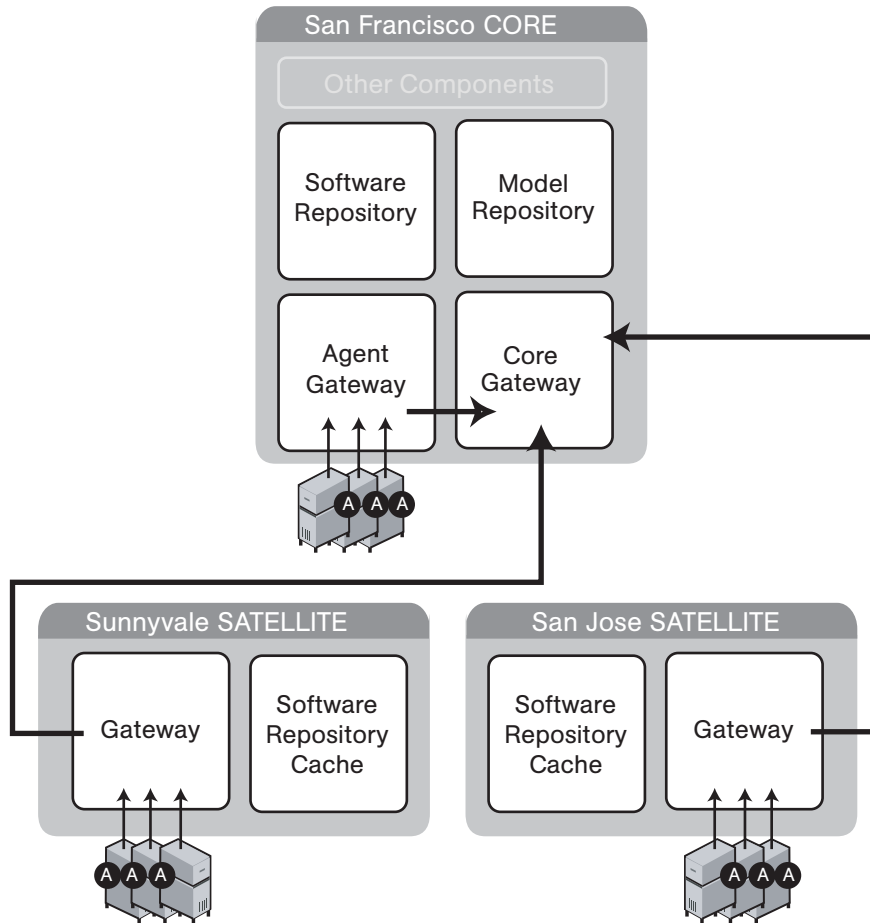 San Francisco CORE
Other Components
Software
Repository
Model
Repository
Agent
Gateway
Core
Gateway
A A A
Sunnyvale SATELLITE
Gateway
Software
Repository
Cache
A A A
San Jose SATELLITE
Software
Repository
Cache
Gateway
A A A